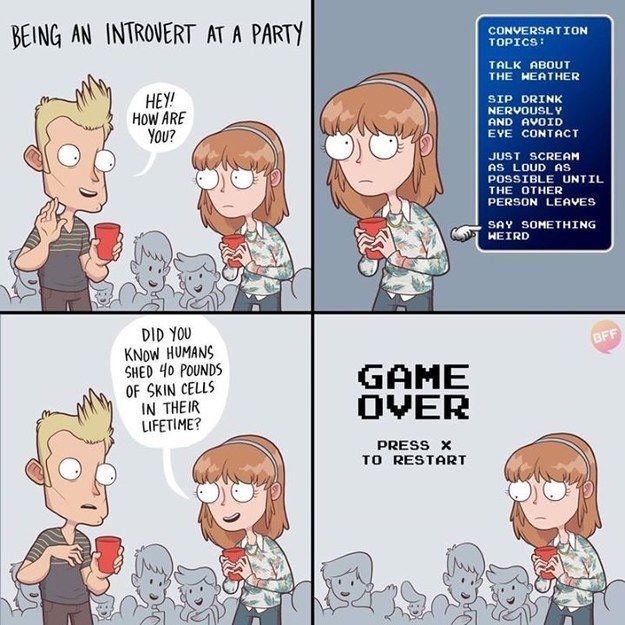 BEING AN INTROVERT AT A PARTY
HEY!
HOW ARE
YOU?
CONVERSATION
TOPICS:
TALK ABOUT
THE WEATHER
SIP DRINK
NERVOUSLY
AND AVOID
EYE CONTACT
JUST SCREAM
AS LOUD AS
POSSIBLE UNTIL
THE OTHER
PERSON LEAVES
SAY SOMETHING
WEIRD
DID YOU
KNOW HUMANS
SHED 40 POUNDS
OF SKIN CELLS
IN THEIR
LIFETIME?
BFF
GAME
OVER
PRESS X
TO RESTART